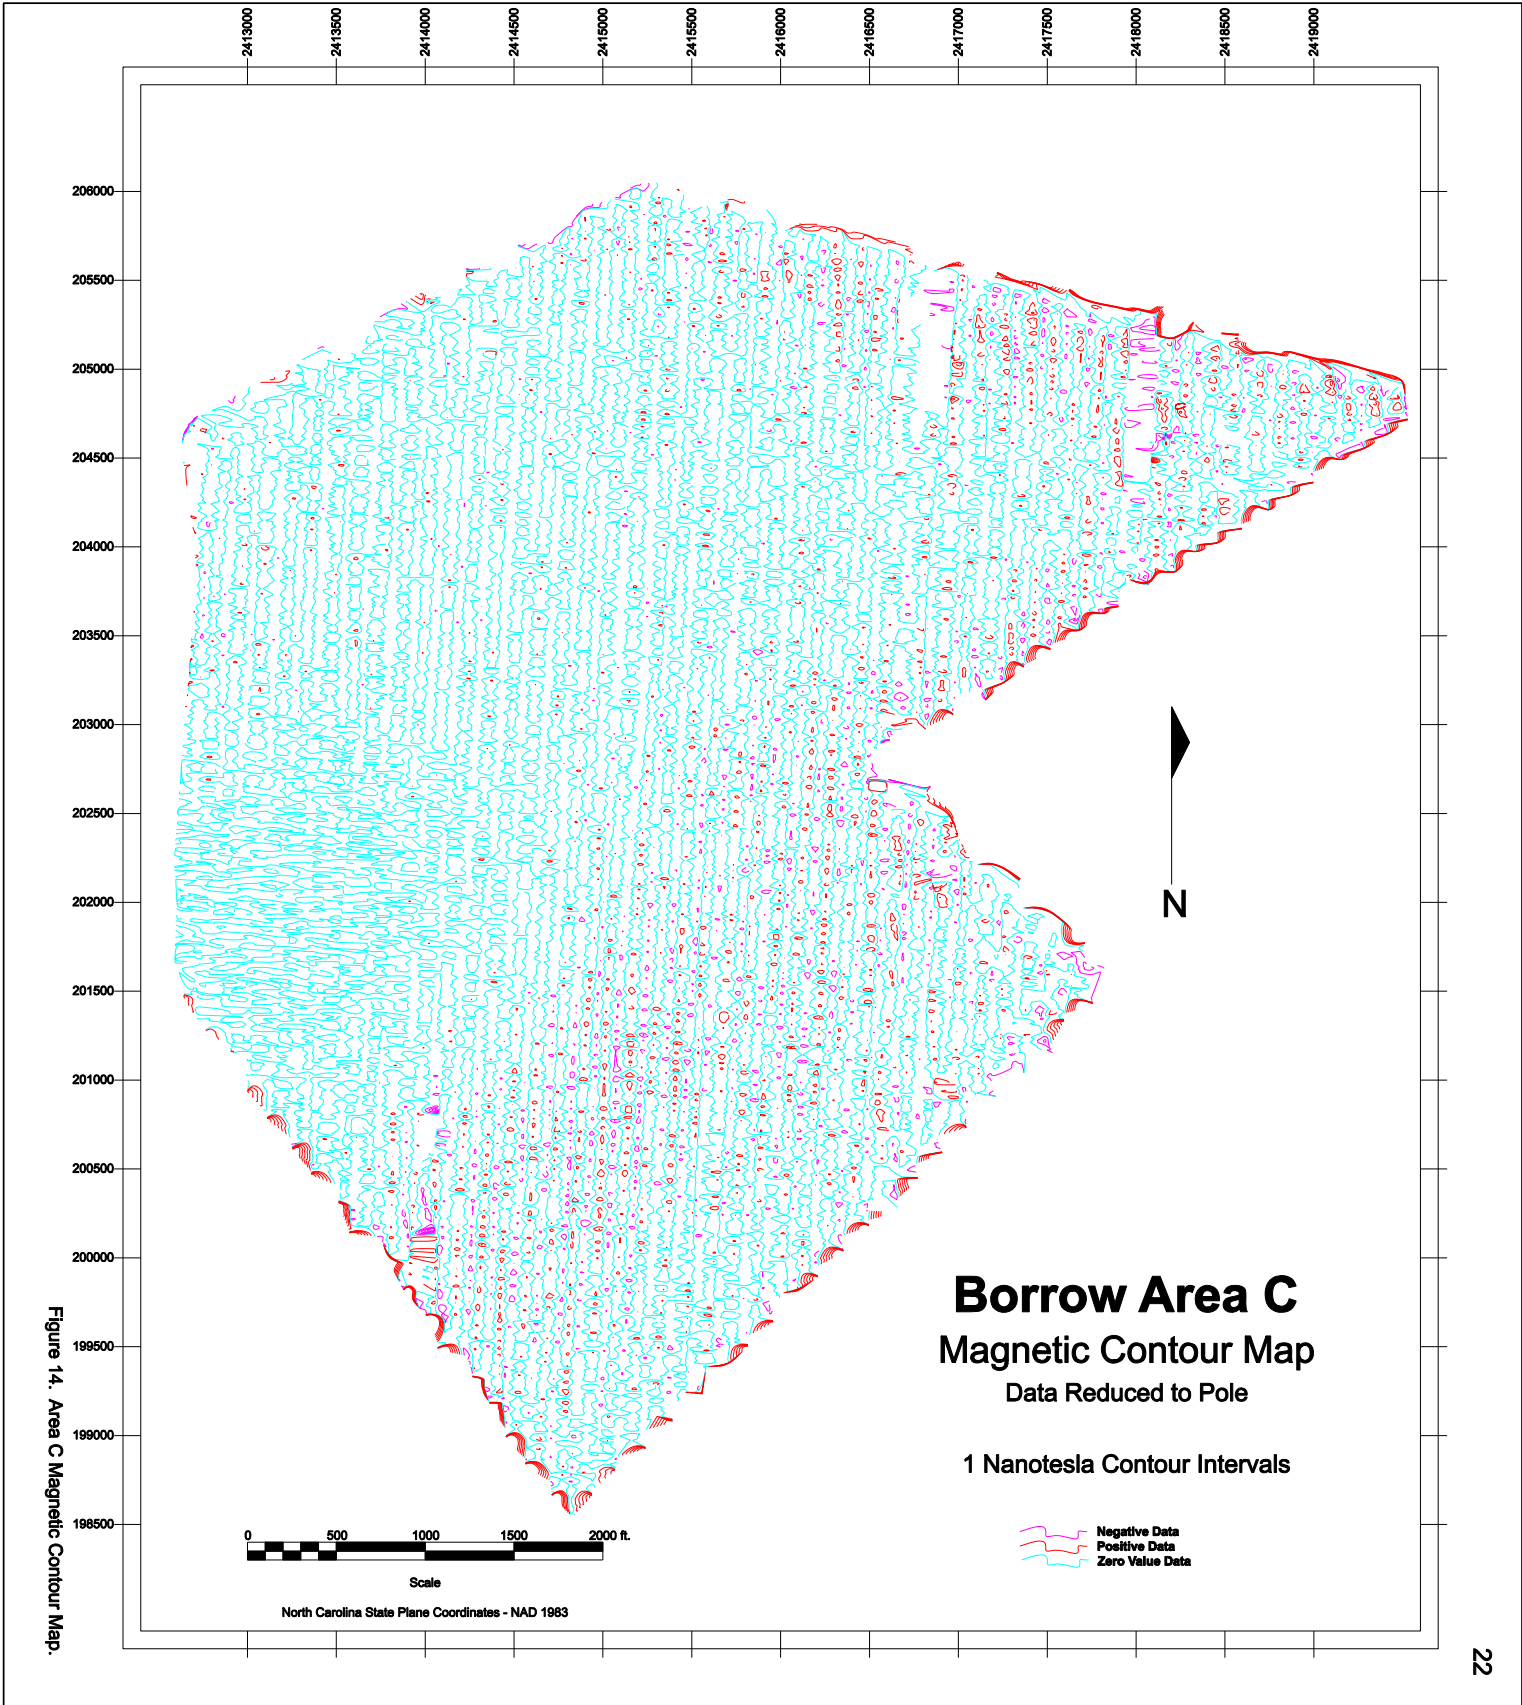 2413000
2413500
2414000
2414500
2415000
2415500
2416000
2416500
2417000
2417500
2418000
2418500
2419000
206000
205500
205000
204500
204000
203500
203000
202500
202000
201500
201000
200500
200000
199500
199000
198500
N
Borrow Area C
Magnetic Contour Map
Data Reduced to Pole
1 Nanotesla Contour Intervals
Negative Data
Positive Data
Zero Value Data
0 500 1000 1500 2000 ft.
Scale
North Carolina State Plane Coordinates - NAD 1983
Figure 14. Area C Magnetic Contour Map.
22